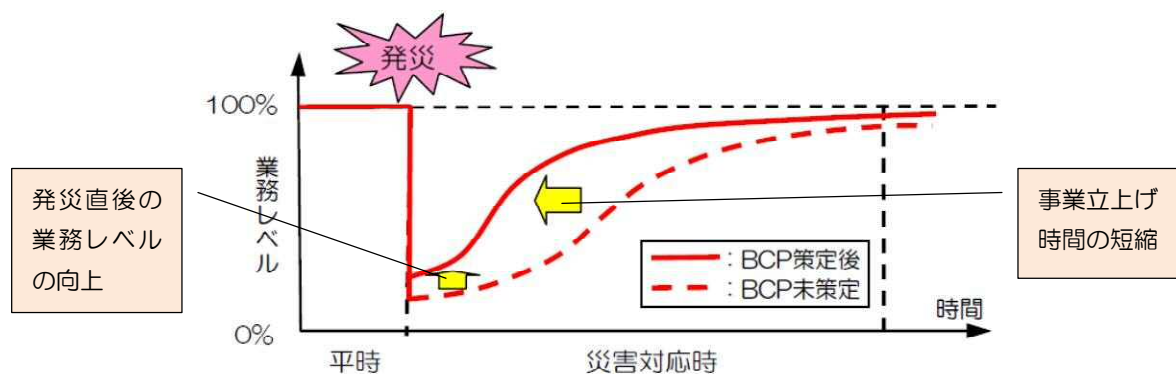 発災
100%
業務レベル
0%
発災直後の
業務レベル
の向上
事業立上げ
時間の短縮
：BCP策定後
：BCP未策定
時間
平時
災害対応時